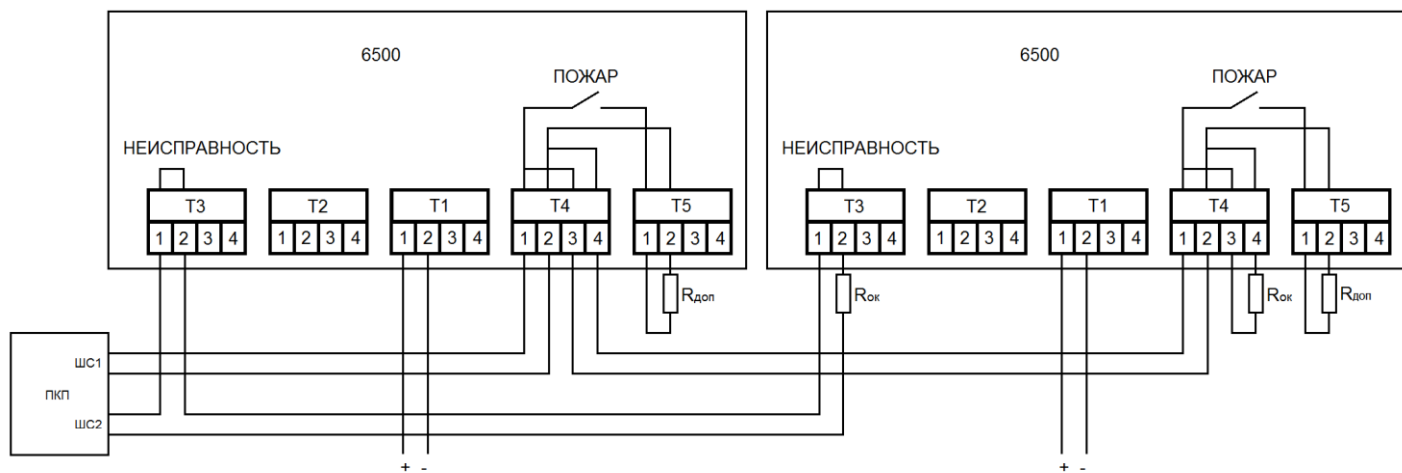 6500 6500
ПОЖАР ПОЖАР
НЕИСПРАВНОСТЬ НЕИСПРАВНОСТЬ
Т3 Т2 Т1 Т4 Т5 Т3 Т2 Т1 Т4 Т5
1 2 3 4 1 2 3 4 1 2 3 4 1 2 3 4 1 2 3 4 1 2 3 4 1 2 3 4 1 2 3 4 1 2 3 4 1 2 3 4
Rдоп Rок Rок Rдоп
ШС1
ПКП
ШС2
+ - + -